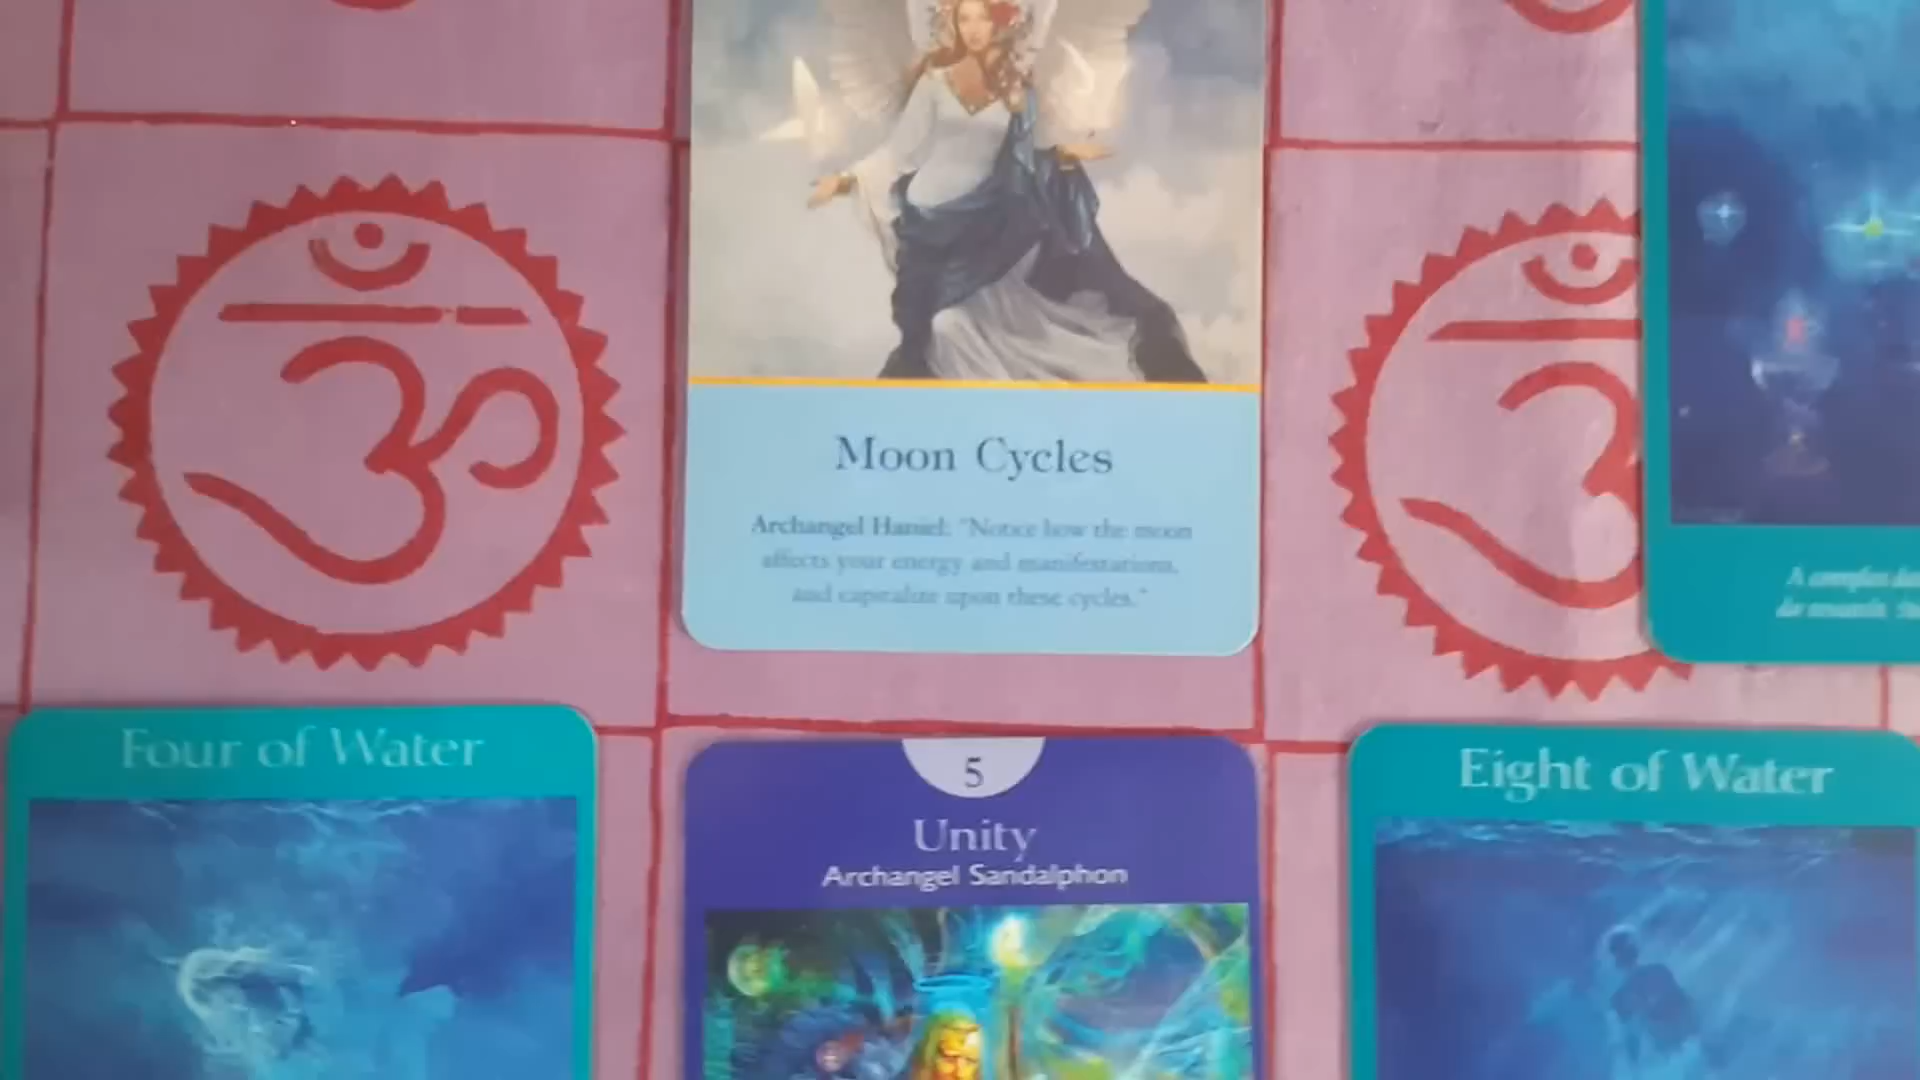 Moon Cycles
Archangel Haniel: "Notice how the moon
affects your energy and manifestations,
and capitalize upon these cycles."
ॐ
ॐ
A complex
Four of Water
5
Unity
Archangel Sandalphon
Eight of Water